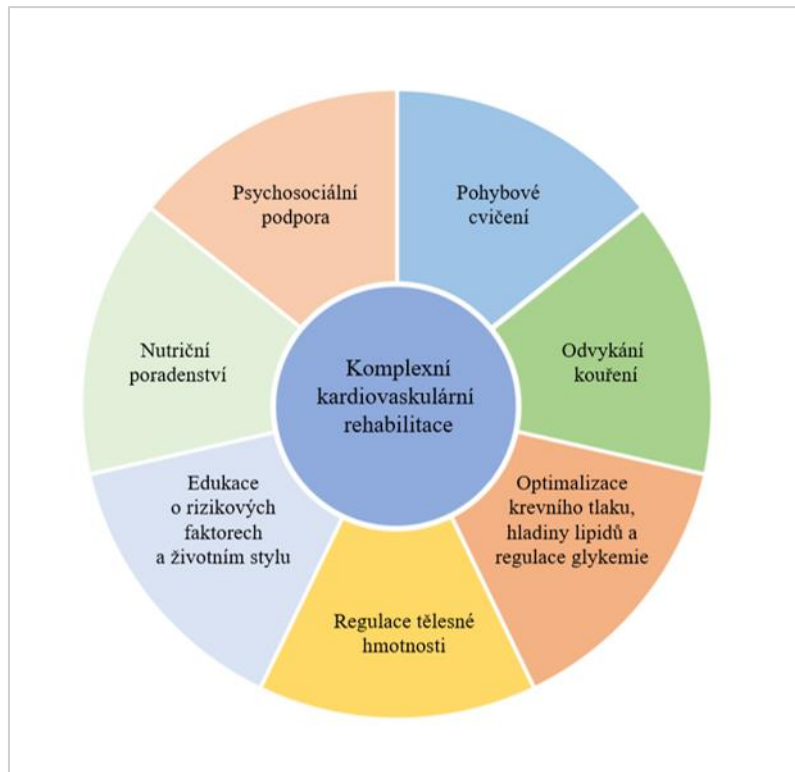 Psychosociální
podpora
Pohybové
cvičení
Nutriční
poradenství
Komplexní
kardiovaskulární
rehabilitace
Odvykání
kouření
Edukace
o rizikových
faktorech
a životním stylu
Optimalizace
krevního tlaku,
hladiny lipidů a
regulace glykemie
Regulace tělesné
hmotnosti